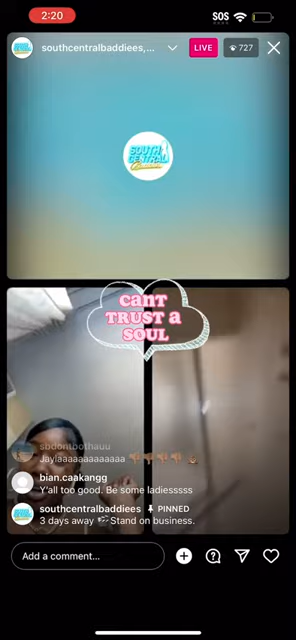 2:20
SOS
southcentralbaddiees,...
LIVE
727
SOUTH
CENTRAL
CANT
TRUST a
SOUL
sbdontbothauu
Jaylaaaaaaaaaaaaa 👎🏾👎🏾👎🏾👎🏾
bian.caakangg
Y'all too good. Be some ladiesssss
southcentralbaddiees PINNED
3 days away Stand on business.
Add a comment...